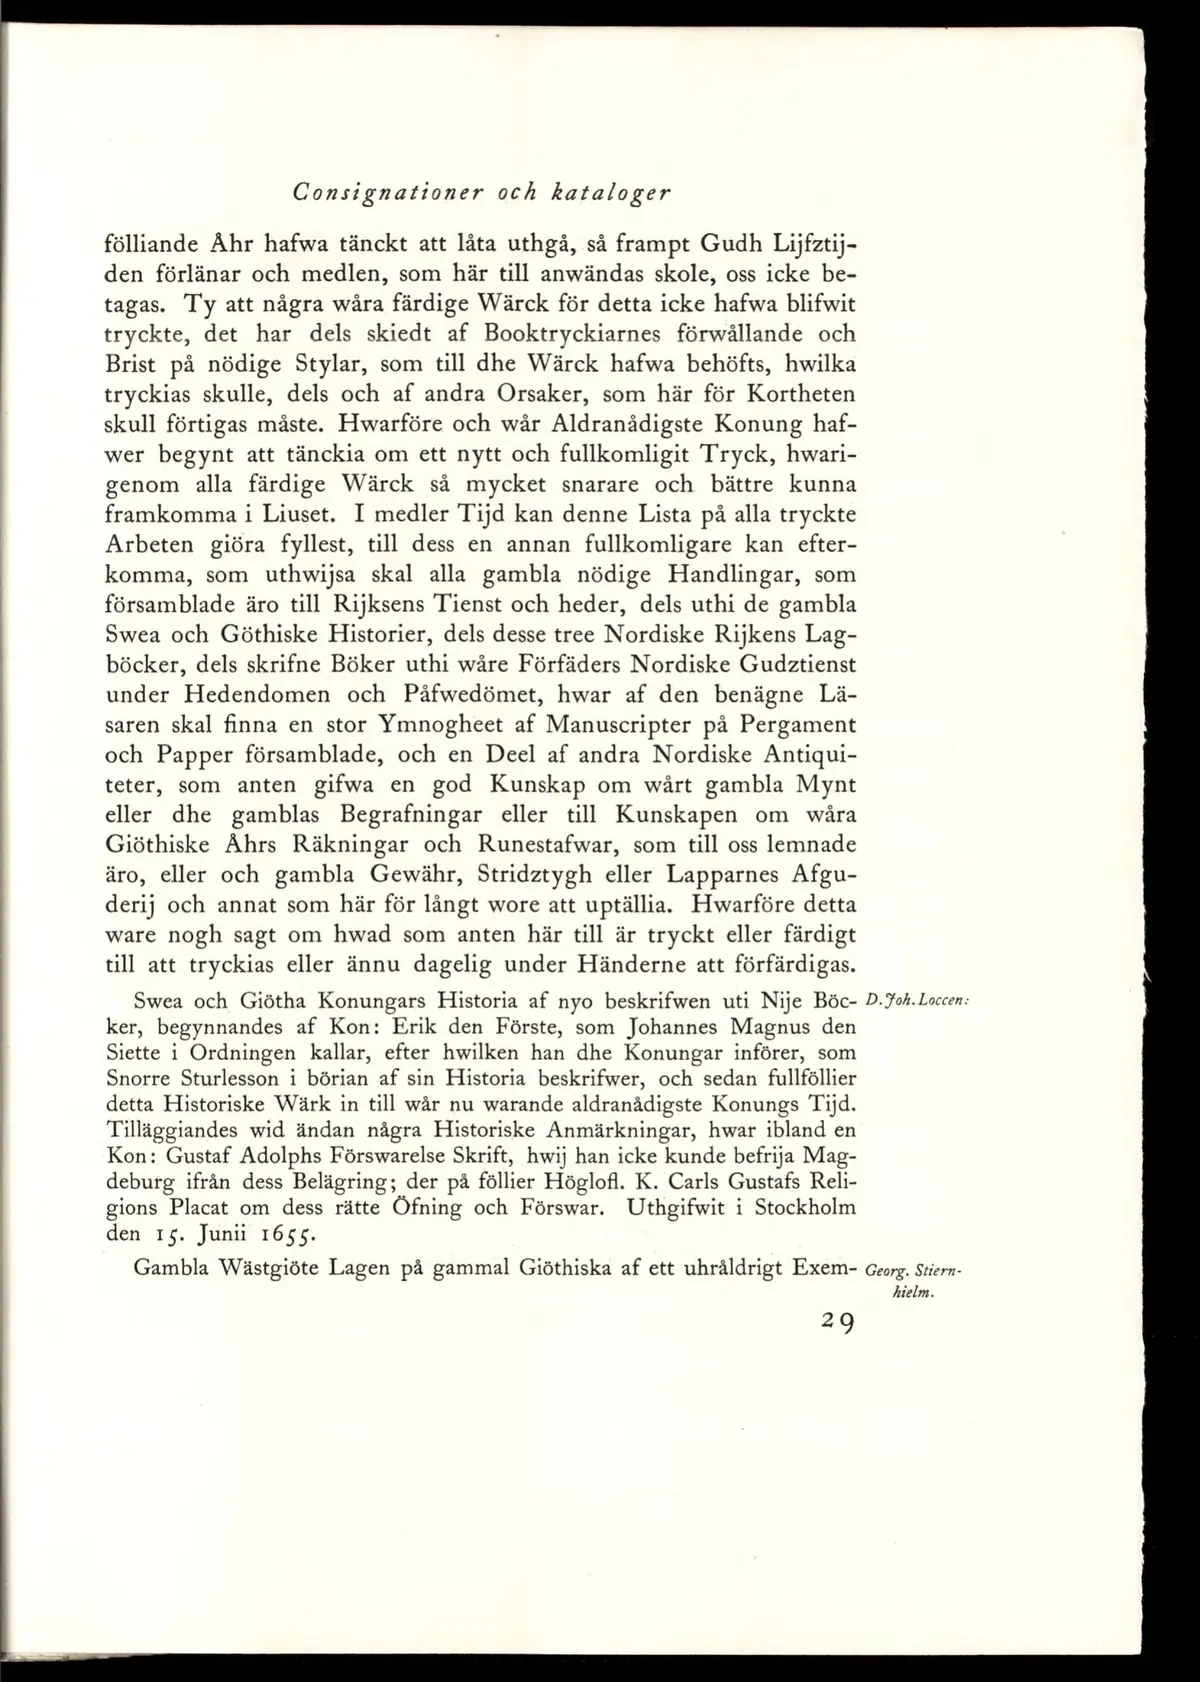 Consignationer och kataloger
fölliande Åhr hafwa tänckt att låta uthgå, så frampt Gudh Lijfztij-
den förlänar och medlen, som här till anwändas skole, oss icke be-
tagas. Ty att några wåra färdige Wärck för detta icke hafwa blifwit
tryckte, det har dels skiedt af Booktryckiarnes förwållande och
Brist på nödige Stylar, som till dhe Wärck hafwa behöfts, hwilka
tryckias skulle, dels och af andra Orsaker, som här för Kortheten
skull förtigas måste. Hwarföre och wår Aldranådigste Konung haf-
wer begynt att tänckia om ett nytt och fullkomligit Tryck, hwari-
genom alla färdige Wärck så mycket snarare och bättre kunna
framkomma i Liuset. I medler Tijd kan denne Lista på alla tryckte
Arbeten giöra fyllest, till dess en annan fullkomligare kan efter-
komma, som uthwijsa skal alla gambla nödige Handlingar, som
församblade äro till Rijksens Tienst och heder, dels uthi de gambla
Swea och Göthiske Historier, dels desse tree Nordiske Rijkens Lag-
böcker, dels skrifne Böker uthi wåre Förfäders Nordiske Gudztienst
under Hedendomen och Påfwedömet, hwar af den benägne Lä-
saren skal finna en stor Ymnogheet af Manuscripter på Pergament
och Papper församblade, och en Deel af andra Nordiske Antiqui-
teter, som anten gifwa en god Kunskap om wårt gambla Mynt
eller dhe gamblas Begrafningar eller till Kunskapen om wåra
Giöthiske Åhrs Räkningar och Runestafwar, som till oss lemnade
äro, eller och gambla Gewähr, Stridztygh eller Lapparnes Afgu-
derij och annat som här för långt wore att uptällia. Hwarföre detta
ware nogh sagt om hwad som anten här till är tryckt eller färdigt
till att tryckias eller ännu dagelig under Händerne att förfärdigas.
Swea och Giötha Konungars Historia af nyo beskrifwen uti Nije Böc- D. Joh. Loccen:
ker, begynnandes af Kon: Erik den Förste, som Johannes Magnus den
Siette i Ordningen kallar, efter hwilken han dhe Konungar införer, som
Snorre Sturlesson i börian af sin Historia beskrifwer, och sedan fullföllier
detta Historiske Wärk in till wår nu warande aldranådigste Konungs Tijd.
Tilläggiandes wid ändan några Historiske Anmärkningar, hwar ibland en
Kon: Gustaf Adolphs Förswarelse Skrift, hwij han icke kunde befrija Mag-
deburg ifrån dess Belägring; der på föllier Höglofl. K. Carls Gustafs Reli-
gions Placat om dess rätte Öfning och Förswar. Uthgifwit i Stockholm
den 15. Junii 1655.
Gambla Wästgiöte Lagen på gammal Giöthiska af ett uhråldrigt Exem- Georg. Stiern-
hielm.
29